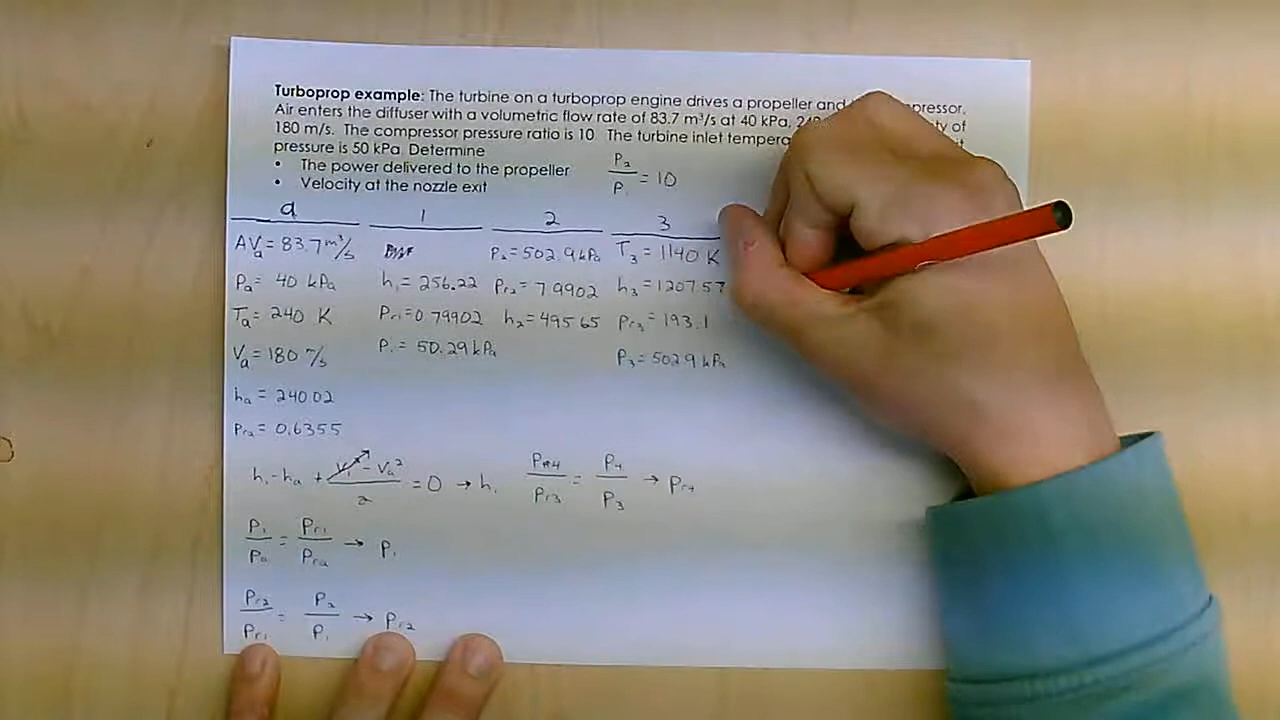 Turboprop example: The turbine on a turboprop engine drives a propeller and
Air enters the diffuser with a volumetric flow rate of 83.7 m³/s at 40 kPa,
180 m/s. The compressor pressure ratio is 10 The turbine inlet
pressure is 50 kPa Determine
• The power delivered to the propeller
• Velocity at the nozzle exit
P₂/P₁ = 10
a 1 2 3
AVₐ = 83.7 m³/s P₂ = 502.9 kPa T₃ = 1140 K
Pₐ = 40 kPa h₁ = 256.22 Pr₂ = 7.9902 h₃ = 1207.57
Tₐ = 240 K Pr₁ = 0.79902 h₂ = 495.65 Pr₃ = 193.1
Vₐ = 180 m/s P₁ = 50.29 kPa P₃ = 502.9 kPa
hₐ = 240.02
Prₐ = 0.6355
h₁ - hₐ + (V₁² - Vₐ²)/2 = 0 → h₁ Pr₄/Pr₃ = P₄/P₃ → Pr₄
P₁/Pₐ = Pr₁/Prₐ → P₁
Pr₂/Pr₁ = P₂/P₁ → Pr₂